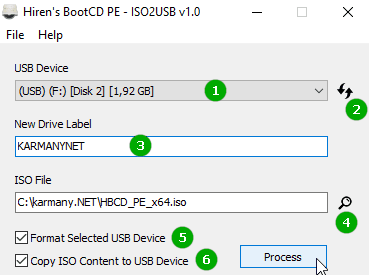 Hiren's BootCD PE - ISO2USB v1.0
File Help
USB Device
(USB) (F:) [Disk 2] [1,92 GB] 1
2
New Drive Label
KARMANYNET 3
ISO File
C:\karmany.NET\HBCD_PE_x64.iso
4
Format Selected USB Device 5
Copy ISO Content to USB Device 6
Process